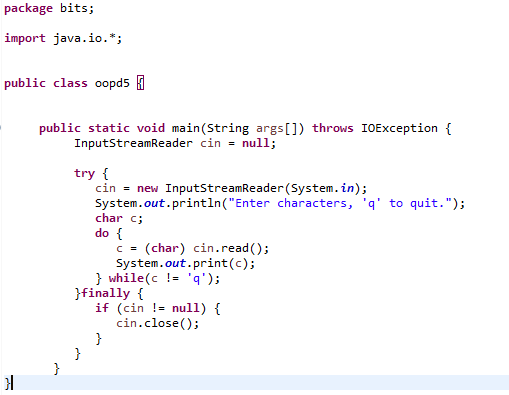 package bits;
import java.io.*;
public class oopd5 {
public static void main(String args[]) throws IOException {
InputStreamReader cin = null;
try {
cin = new InputStreamReader(System.in);
System.out.println("Enter characters, 'q' to quit.");
char c;
do {
c = (char) cin.read();
System.out.print(c);
} while(c != 'q');
}finally {
if (cin != null) {
cin.close();
}
}
}
}